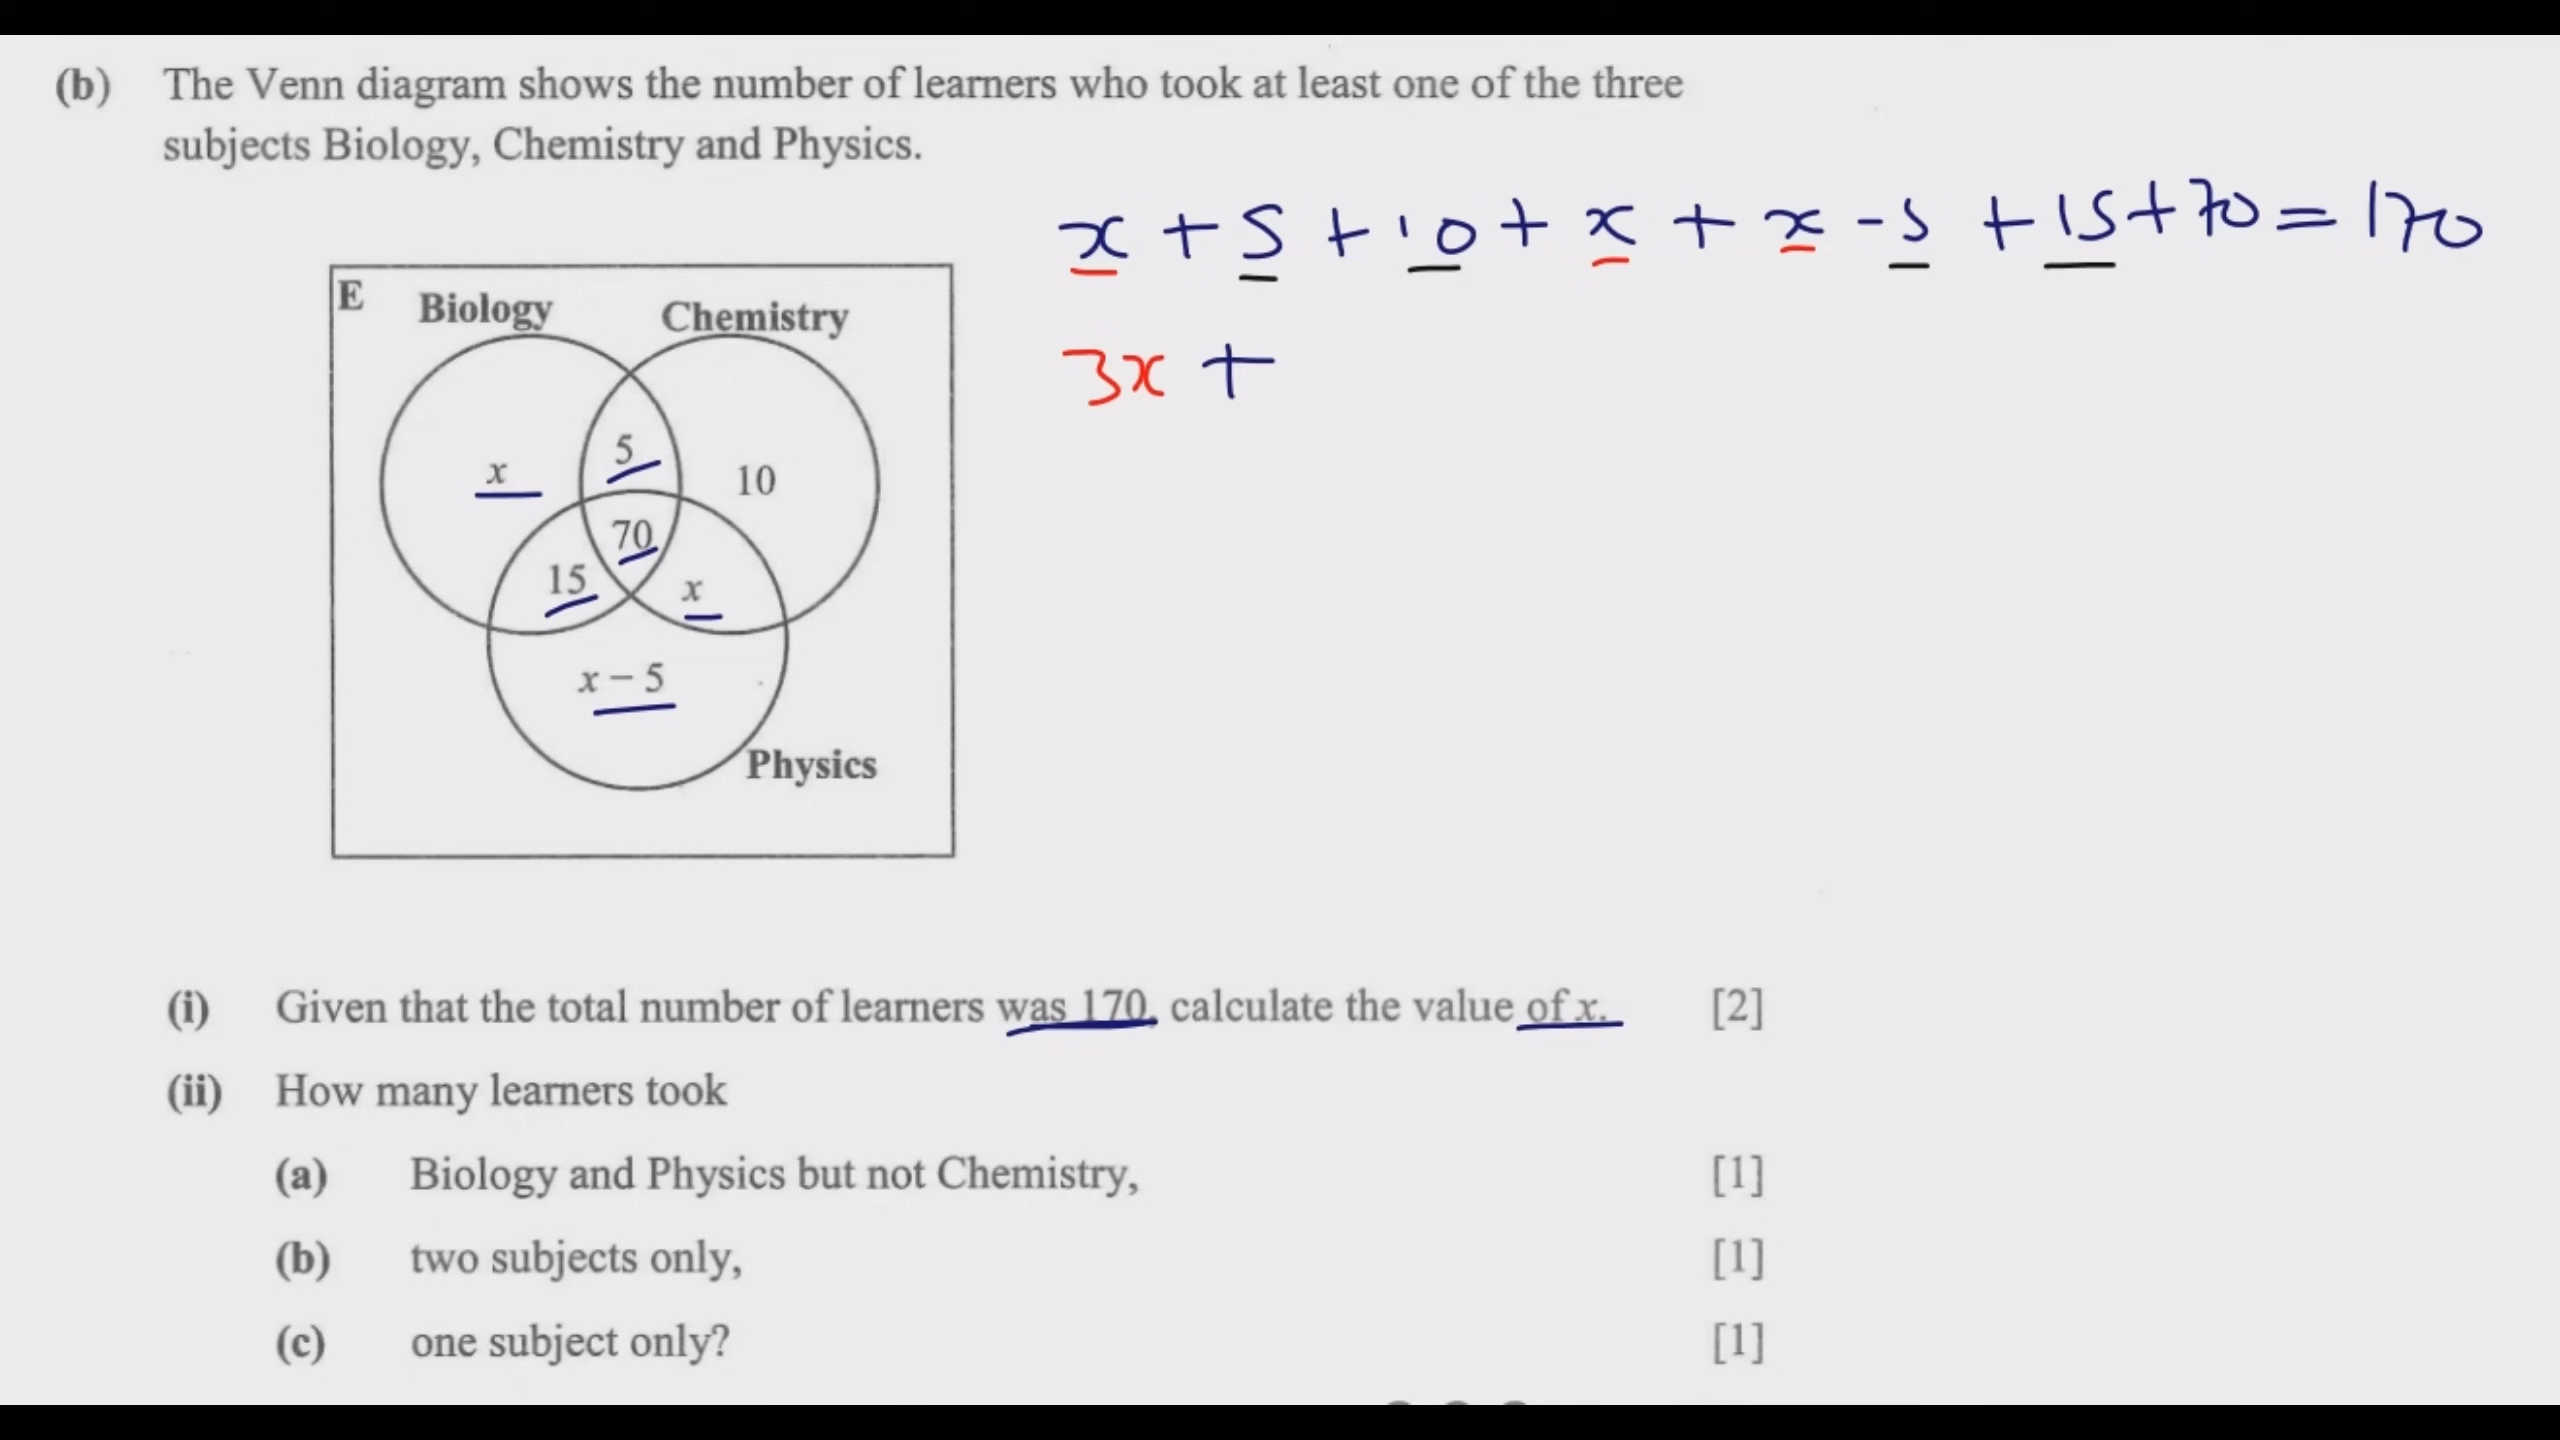 (b) The Venn diagram shows the number of learners who took at least one of the three
subjects Biology, Chemistry and Physics.
x + 5 + 10 + x + x - 5 + 15 + 70 = 170
3x +
E Biology Chemistry
x 5 10
70
15 x
x – 5
Physics
(i) Given that the total number of learners was 170, calculate the value of x. [2]
(ii) How many learners took
(a) Biology and Physics but not Chemistry, [1]
(b) two subjects only, [1]
(c) one subject only? [1]